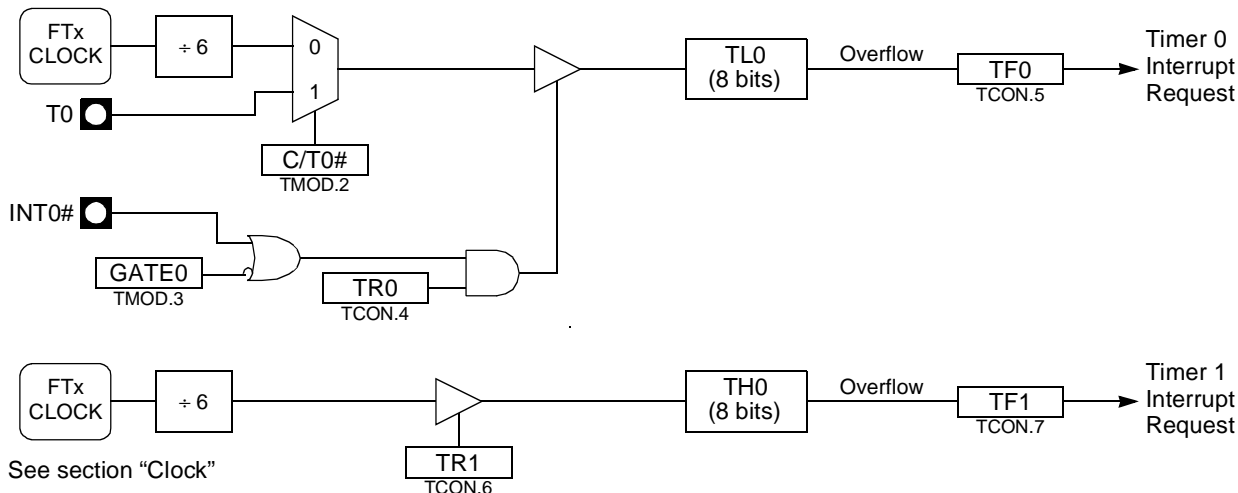 FTx
CLOCK
÷ 6
0
1
T0
C/T0#
TMOD.2
TL0
(8 bits)
Overflow
TF0
TCON.5
Timer 0
Interrupt
Request
INT0#
GATE0
TMOD.3
TR0
TCON.4
FTx
CLOCK
÷ 6
TR1
TCON.6
TH0
(8 bits)
Overflow
TF1
TCON.7
Timer 1
Interrupt
Request
See section “Clock”